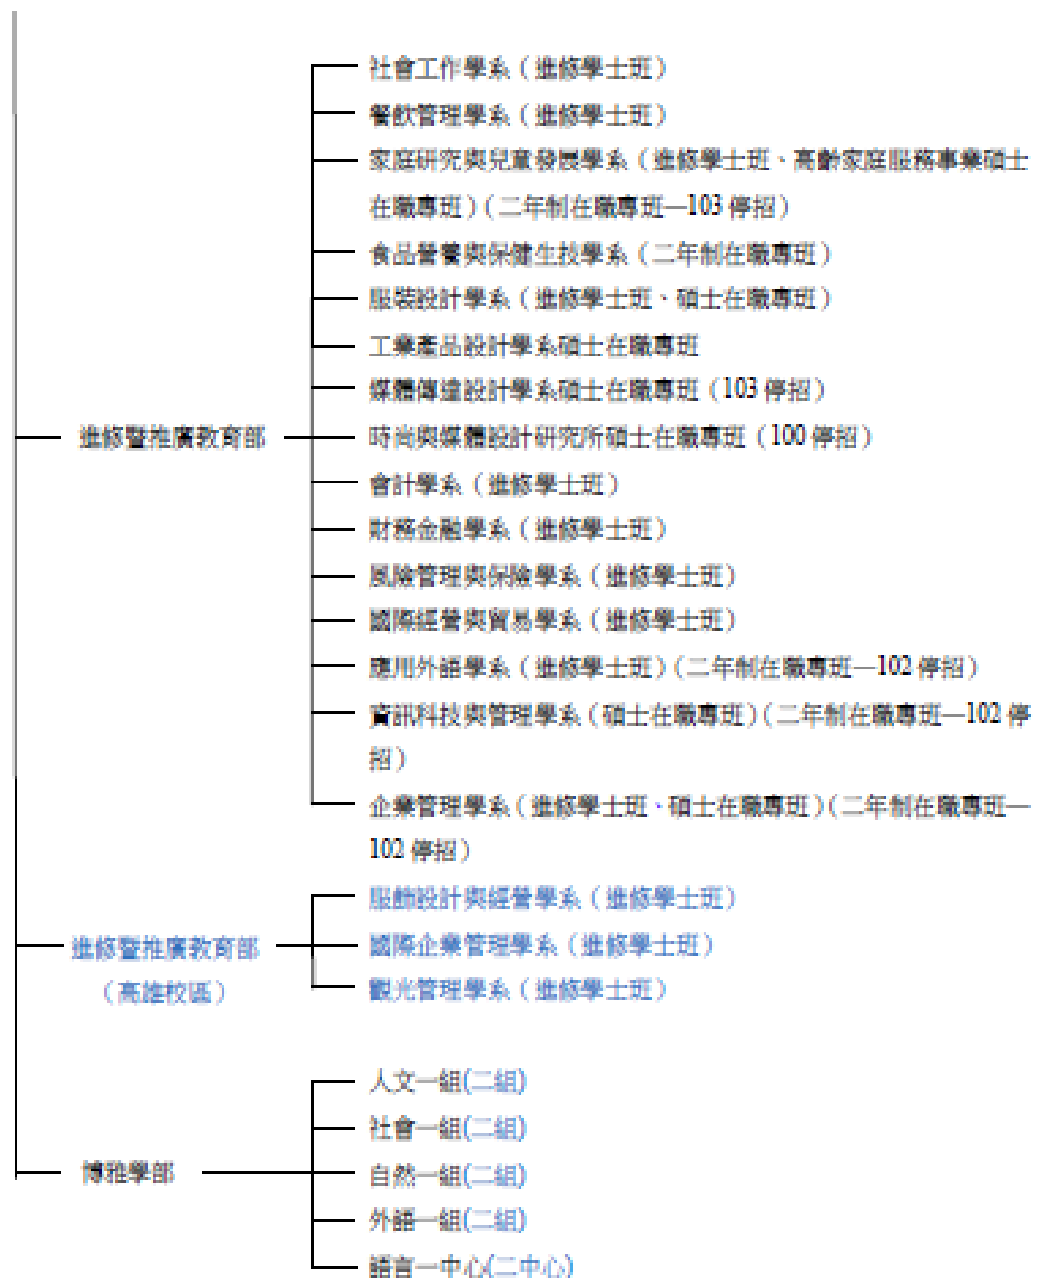 社會工作學系（進修學士班）
餐飲管理學系（進修學士班）
家庭研究與兒童發展學系（進修學士班、高齡家庭服務事業碩士
在職專班）（二年制在職專班—103 停招）
食品營養與保健生技學系（二年制在職專班）
服裝設計學系（進修學士班、碩士在職專班）
工業產品設計學系碩士在職專班
媒體傳達設計學系碩士在職專班（103 停招）
進修暨推廣教育部
時尚與媒體設計研究所碩士在職專班（100 停招）
會計學系（進修學士班）
財務金融學系（進修學士班）
風險管理與保險學系（進修學士班）
國際經營與貿易學系（進修學士班）
應用外語學系（進修學士班）（二年制在職專班—102 停招）
資訊科技與管理學系（碩士在職專班）（二年制在職專班—102 停
招）
企業管理學系（進修學士班、碩士在職專班）（二年制在職專班—
102 停招）
進修暨推廣教育部
（高雄校區）
服飾設計與經營學系（進修學士班）
國際企業管理學系（進修學士班）
觀光管理學系（進修學士班）
博雅學部
人文一組(二組)
社會一組(二組)
自然一組(二組)
外語一組(二組)
語言一中心(二中心)